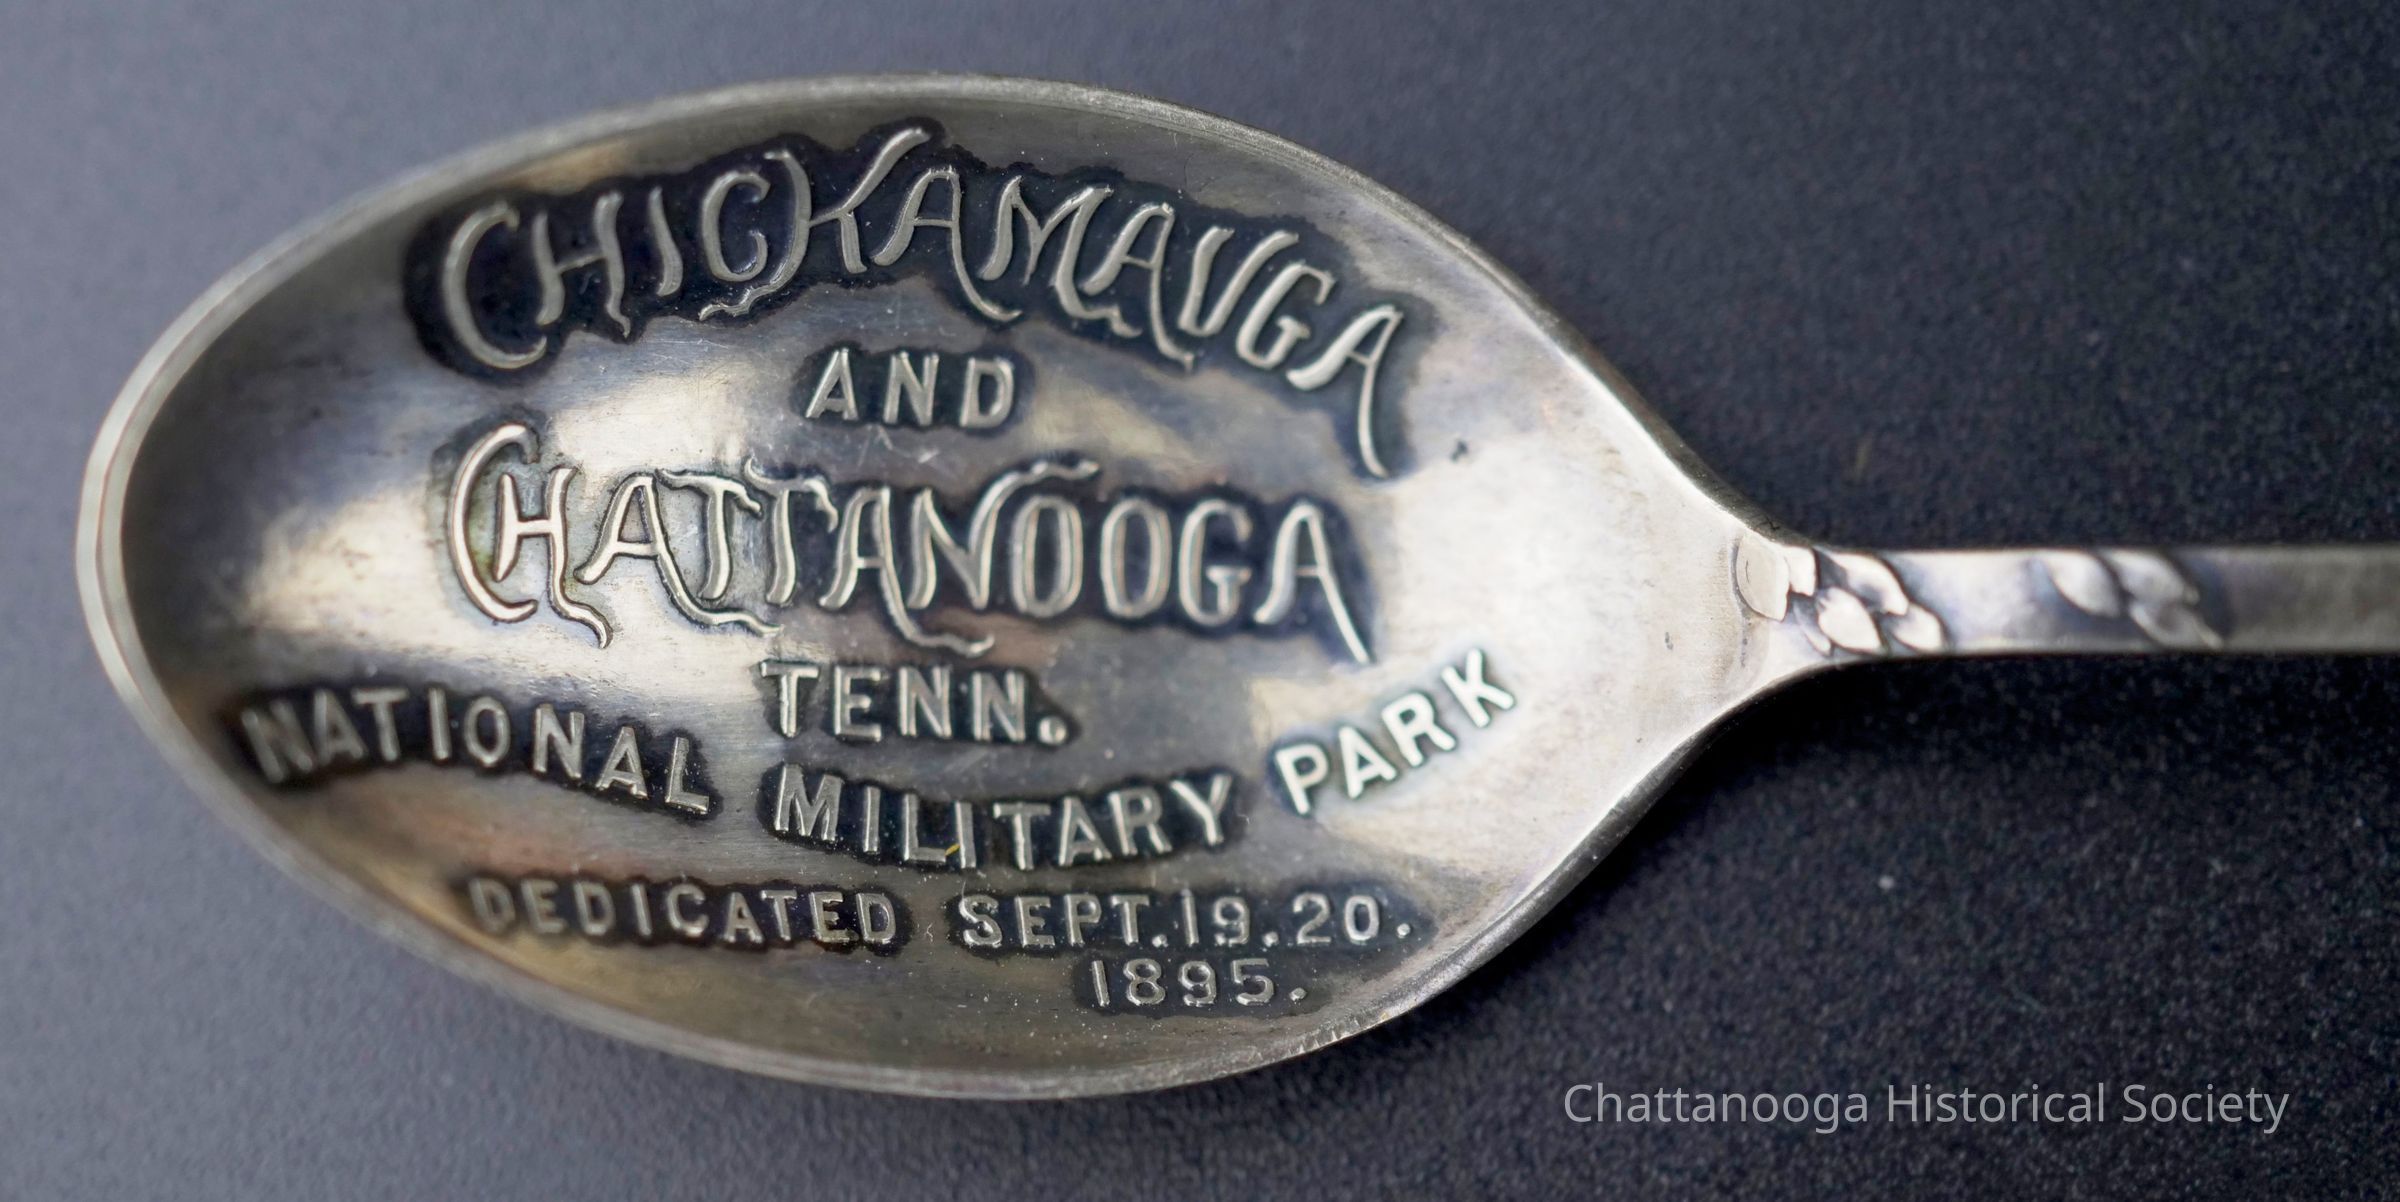 CHICKAMAUGA
AND
CHATTANOOGA
TENN.
NATIONAL MILITARY PARK
DEDICATED SEPT. 19. 20.
1895.
Chattanooga Historical Society